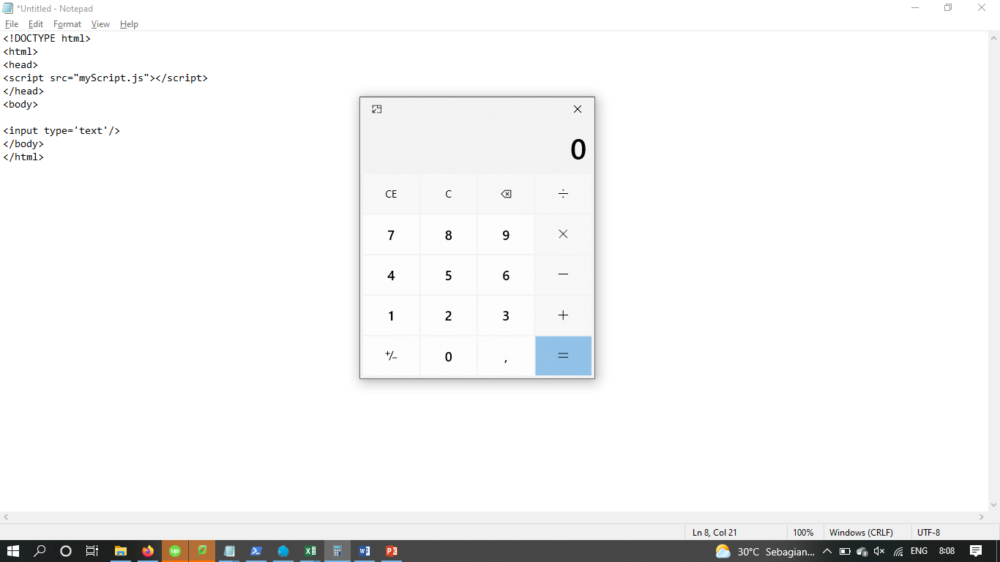 *Untitled - Notepad
File Edit Format View Help
<!DOCTYPE html>
<html>
<head>
<script src="myScript.js"></script>
</head>
<body>
<input type='text'/>
</body>
</html>
0
CE C ÷
7 8 9 ×
4 5 6 −
1 2 3 +
+/− 0 , =
Ln 8, Col 21 100% Windows (CRLF) UTF-8
Up 30°C Sebagian... ENG 8:08